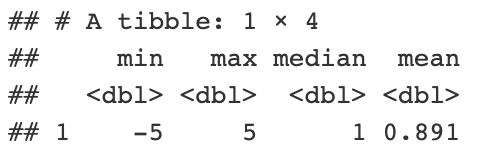 ## # A tibble: 1 × 4
##     min   max median  mean
##   <dbl> <dbl>  <dbl> <dbl>
## 1    -5     5      1 0.891